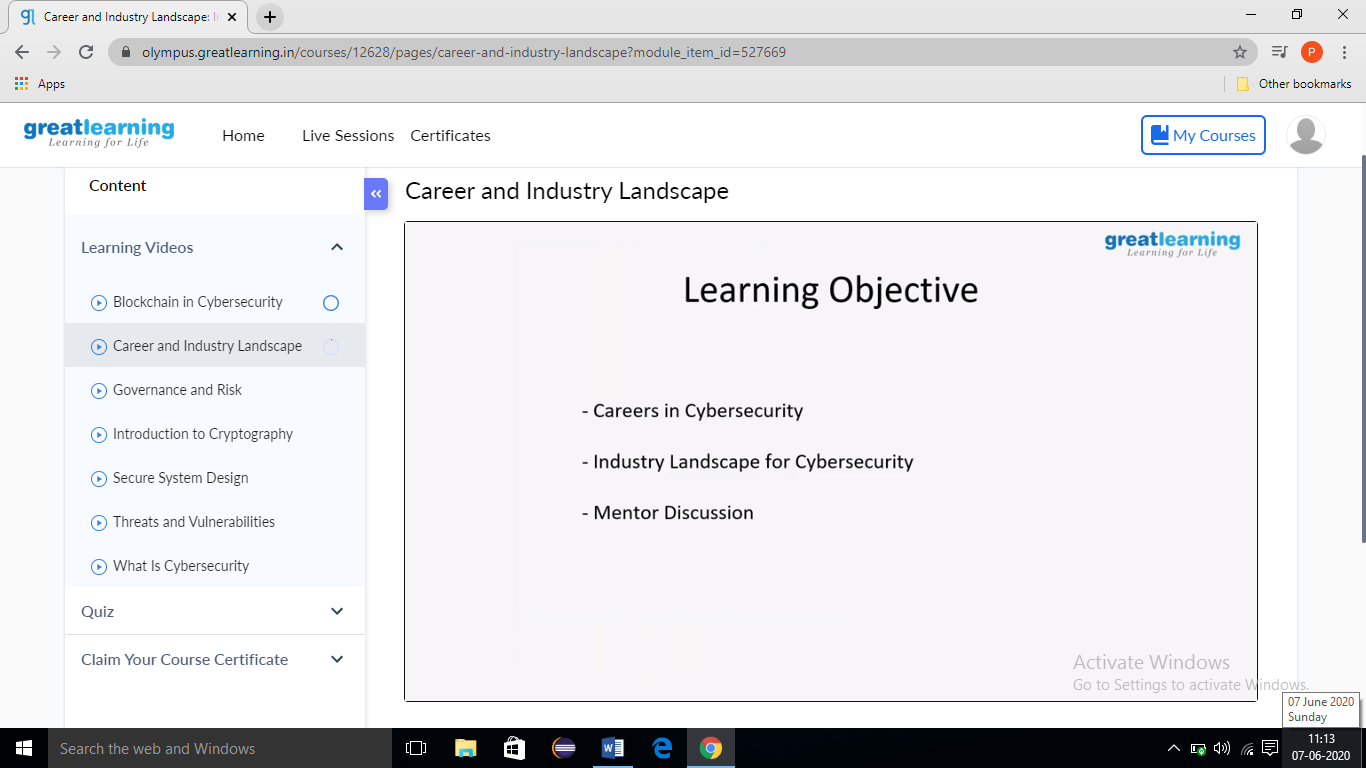 Career and Industry Landscape: I
olympus.greatlearning.in/courses/12628/pages/career-and-industry-landscape?module_item_id=527669
P
Apps
Other bookmarks
greatlearning
Learning for Life
Home
Live Sessions
Certificates
My Courses
Content
Career and Industry Landscape
Learning Videos
Blockchain in Cybersecurity
Career and Industry Landscape
Governance and Risk
Introduction to Cryptography
Secure System Design
Threats and Vulnerabilities
What Is Cybersecurity
Quiz
Claim Your Course Certificate
greatlearning
Learning for Life
Learning Objective
- Careers in Cybersecurity
- Industry Landscape for Cybersecurity
- Mentor Discussion
Activate Windows
Go to Settings to activate Windows.
07 June 2020
Sunday
Search the web and Windows
11:13
07-06-2020